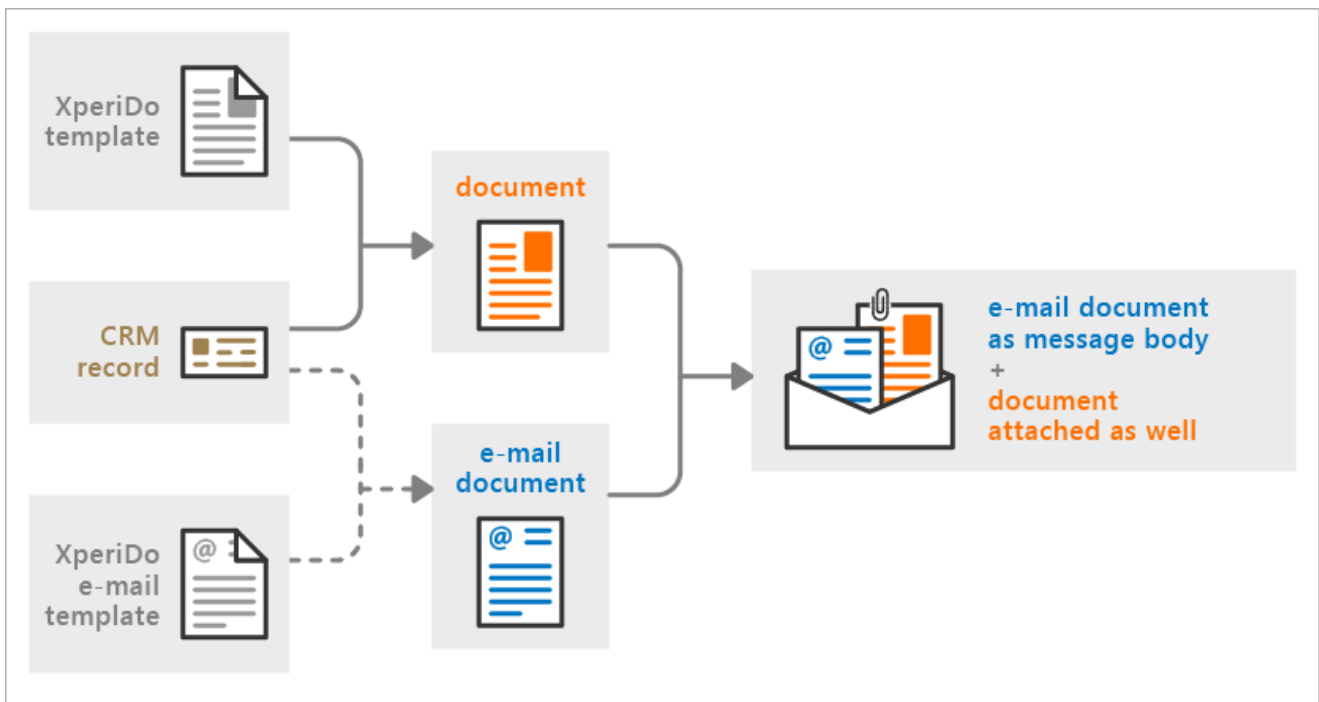 XperiDo
template
CRM
record
XperiDo
e-mail
template
document
e-mail
document
@
@
@
e-mail document
as message body
+
document
attached as well